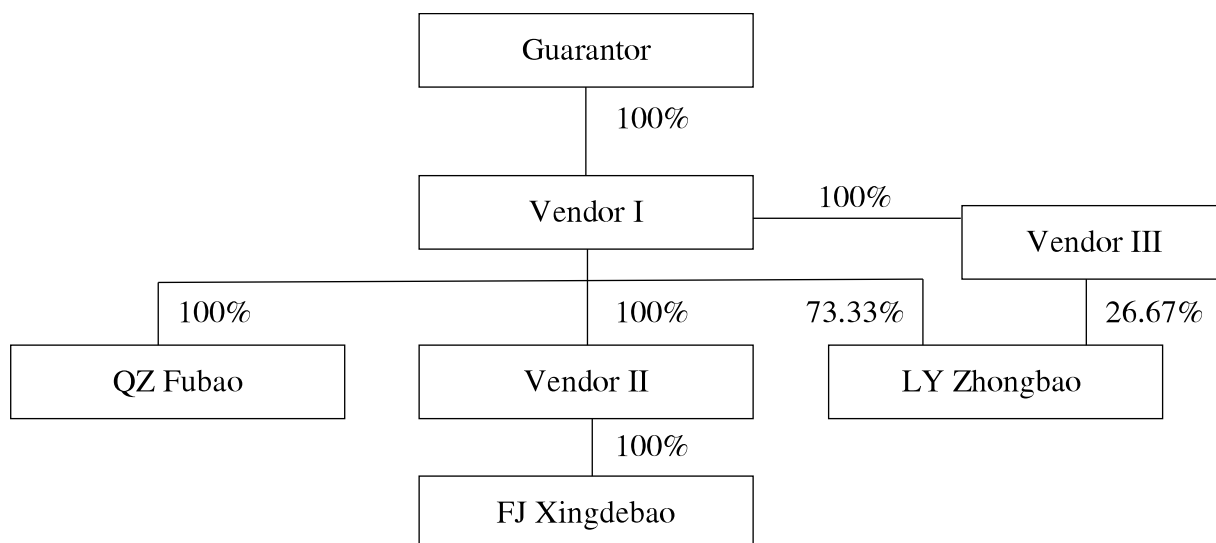 Guarantor
100%
Vendor I
100%
Vendor III
100%
100%
73.33%
26.67%
QZ Fubao
Vendor II
LY Zhongbao
100%
FJ Xingdebao